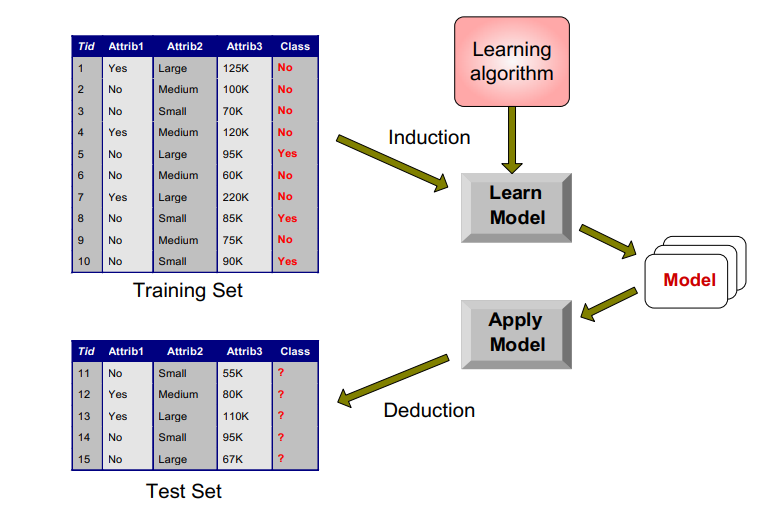 Tid Attrib1 Attrib2 Attrib3 Class
1 Yes Large 125K No
2 No Medium 100K No
3 No Small 70K No
4 Yes Medium 120K No
5 No Large 95K Yes
6 No Medium 60K No
7 Yes Large 220K No
8 No Small 85K Yes
9 No Medium 75K No
10 No Small 90K Yes
Training Set
Learning
algorithm
Induction
Learn
Model
Model
Apply
Model
Deduction
Tid Attrib1 Attrib2 Attrib3 Class
11 No Small 55K ?
12 Yes Medium 80K ?
13 Yes Large 110K ?
14 No Small 95K ?
15 No Large 67K ?
Test Set